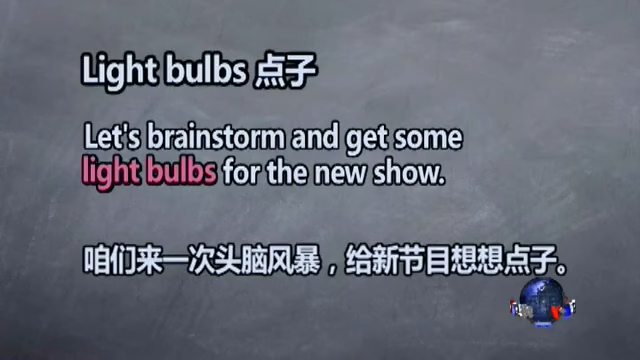 Light bulbs 点子
Let's brainstorm and get some
light bulbs for the new show.
咱们来一次头脑风暴，给新节目想想点子。